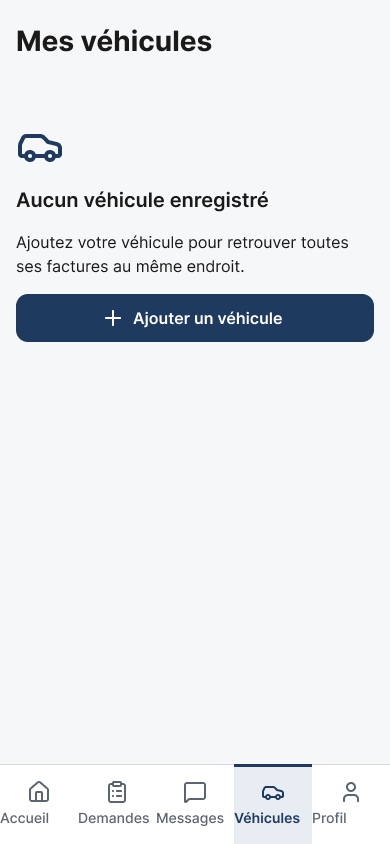 Mes véhicules
Aucun véhicule enregistré
Ajoutez votre véhicule pour retrouver toutes
ses factures au même endroit.
Ajouter un véhicule
Accueil
Demandes
Messages
Véhicules
Profil